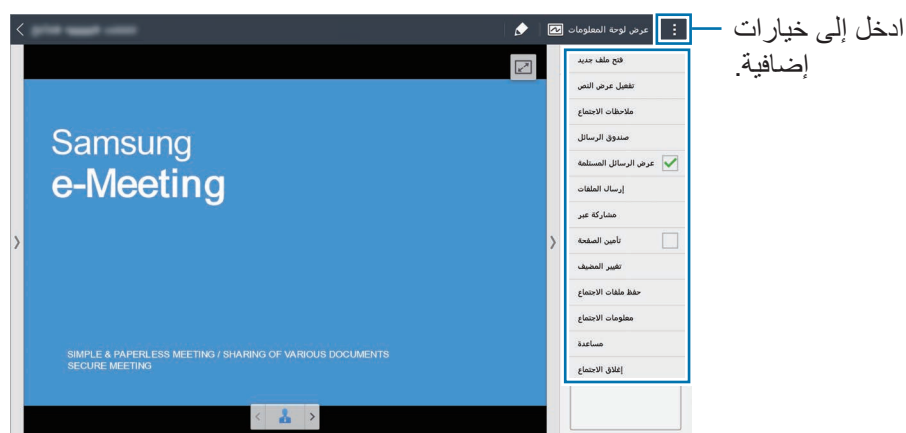 عرض لوحة المعلومات
ادخل إلى خيارات
إضافية.
فتح ملف جديد
تفعيل عرض النص
ملاحظات الاجتماع
صندوق الرسائل
عرض الرسائل المستلمة
إرسال الملفات
مشاركة عبر
تأمين الصفحة
تغيير المضيف
حفظ ملفات الاجتماع
معلومات الاجتماع
مساعدة
إغلاق الاجتماع
Samsung
e-Meeting
SIMPLE & PAPERLESS MEETING / SHARING OF VARIOUS DOCUMENTS
SECURE MEETING